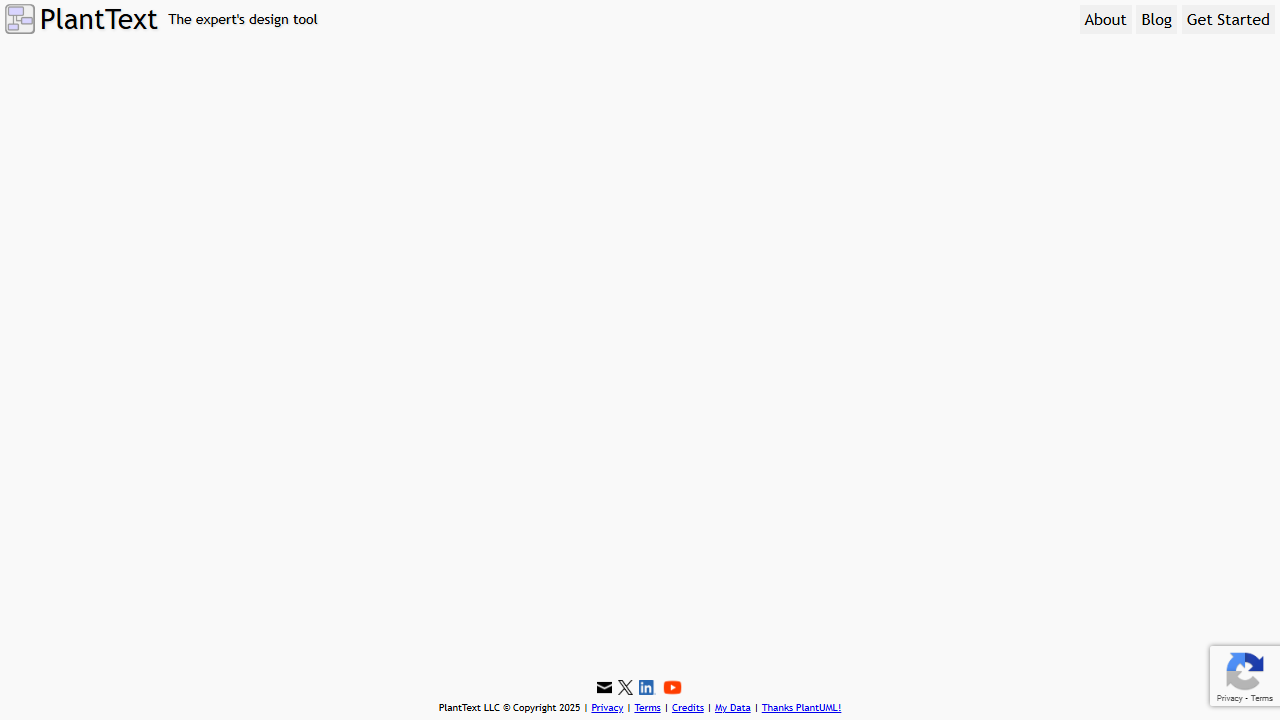 PlantText The expert's design tool About Blog Get Started
in
PlantText LLC © Copyright 2025 | Privacy | Terms | Credits | My Data | Thanks PlantUML!
Privacy - Terms